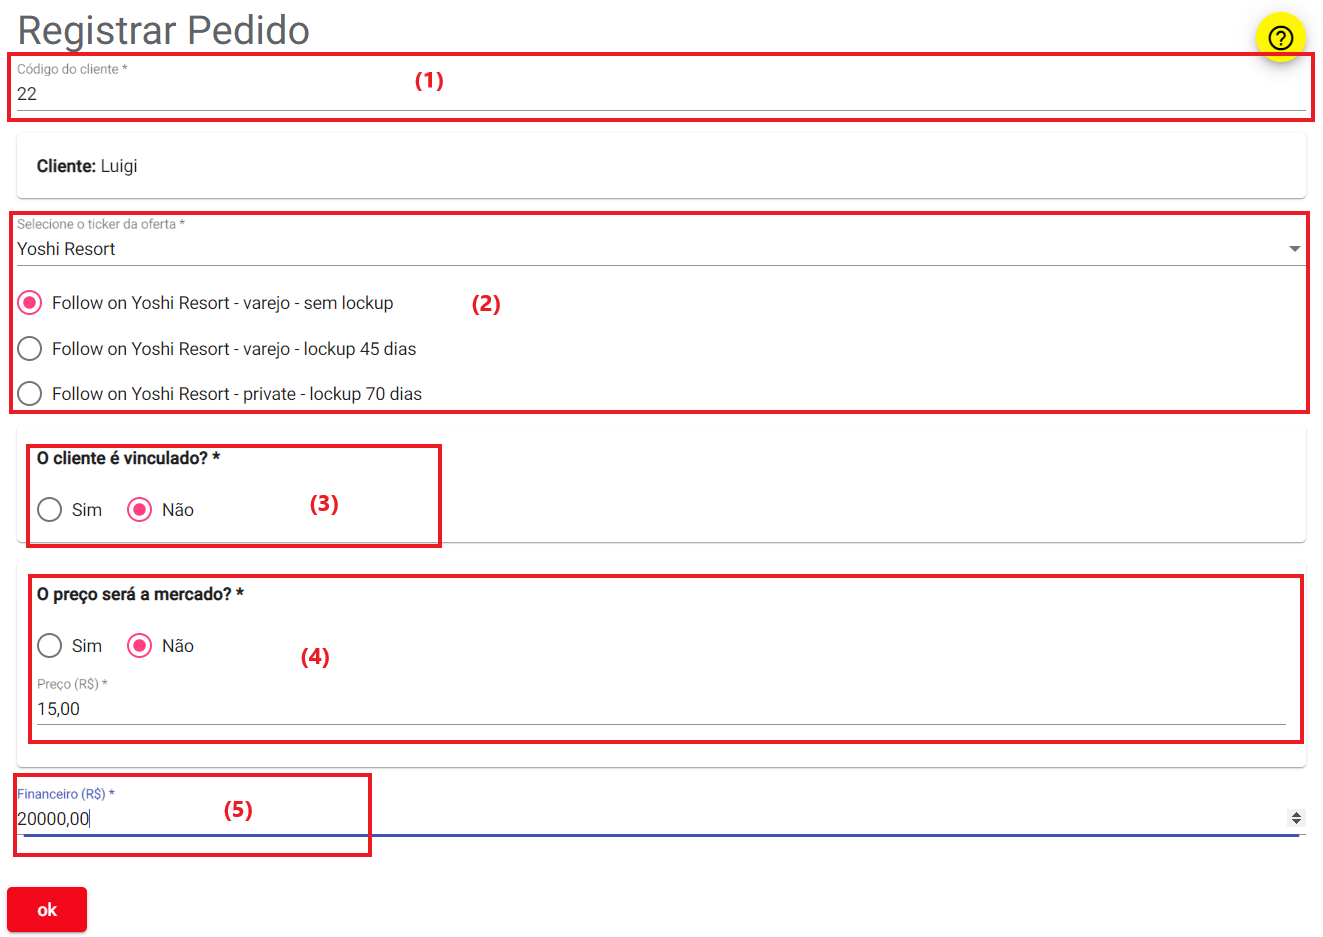 Registrar Pedido
Código do cliente *
(1)
22
Cliente: Luigi
Selecione o ticker da oferta *
Yoshi Resort
Follow on Yoshi Resort - varejo - sem lockup
(2)
Follow on Yoshi Resort - varejo - lockup 45 dias
Follow on Yoshi Resort - private - lockup 70 dias
O cliente é vinculado? *
Sim Não
(3)
O preço será a mercado? *
Sim Não
(4)
Preço (R$) *
15,00
Financeiro (R$) *
(5)
20000,00
ok